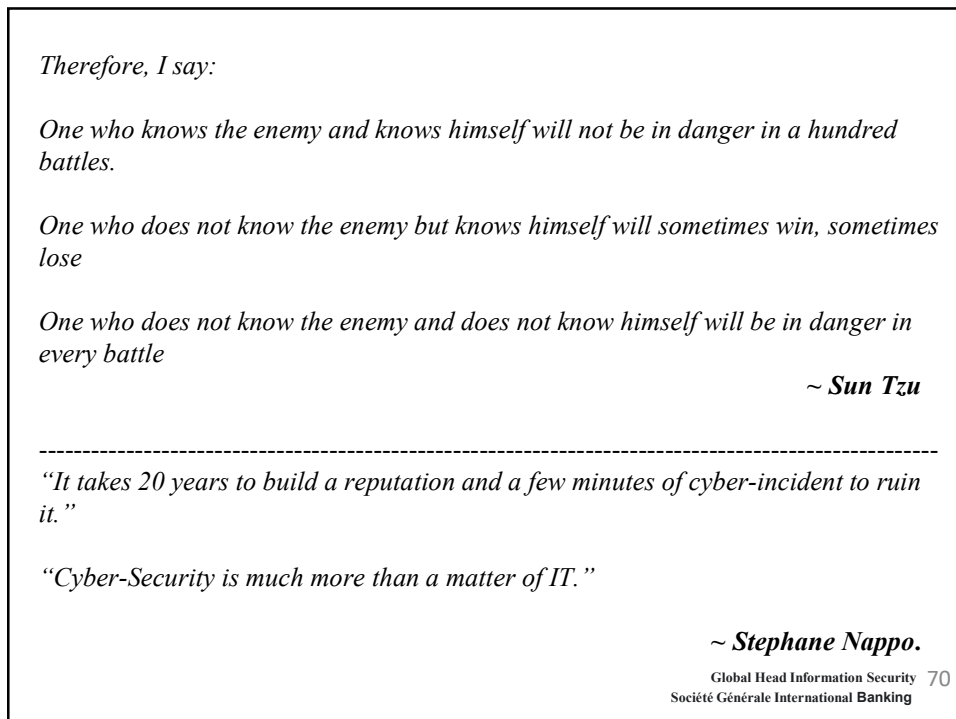 Therefore, I say:
One who knows the enemy and knows himself will not be in danger in a hundred
battles.
One who does not know the enemy but knows himself will sometimes win, sometimes
lose
One who does not know the enemy and does not know himself will be in danger in
every battle
~ Sun Tzu
----------------------------------------------------------------------------------------------------
“It takes 20 years to build a reputation and a few minutes of cyber-incident to ruin
it.”
“Cyber-Security is much more than a matter of IT.”
~ Stephane Nappo.
Global Head Information Security 70
Société Générale International Banking